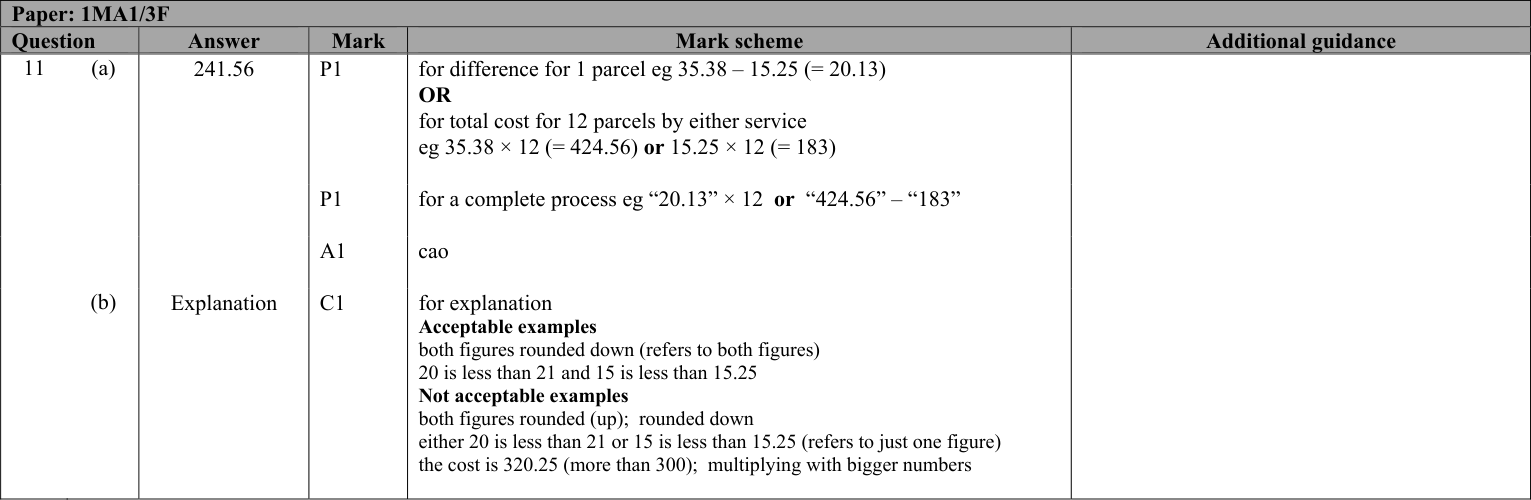 Paper: 1MA1/3F
Question Answer Mark Mark scheme Additional guidance
11 (a) 241.56 P1 for difference for 1 parcel eg 35.38 – 15.25 (= 20.13)
OR
for total cost for 12 parcels by either service
eg 35.38 × 12 (= 424.56) or 15.25 × 12 (= 183)
P1 for a complete process eg “20.13” × 12 or “424.56” – “183”
A1 cao
(b) Explanation C1 for explanation
Acceptable examples
both figures rounded down (refers to both figures)
20 is less than 21 and 15 is less than 15.25
Not acceptable examples
both figures rounded (up); rounded down
either 20 is less than 21 or 15 is less than 15.25 (refers to just one figure)
the cost is 320.25 (more than 300); multiplying with bigger numbers